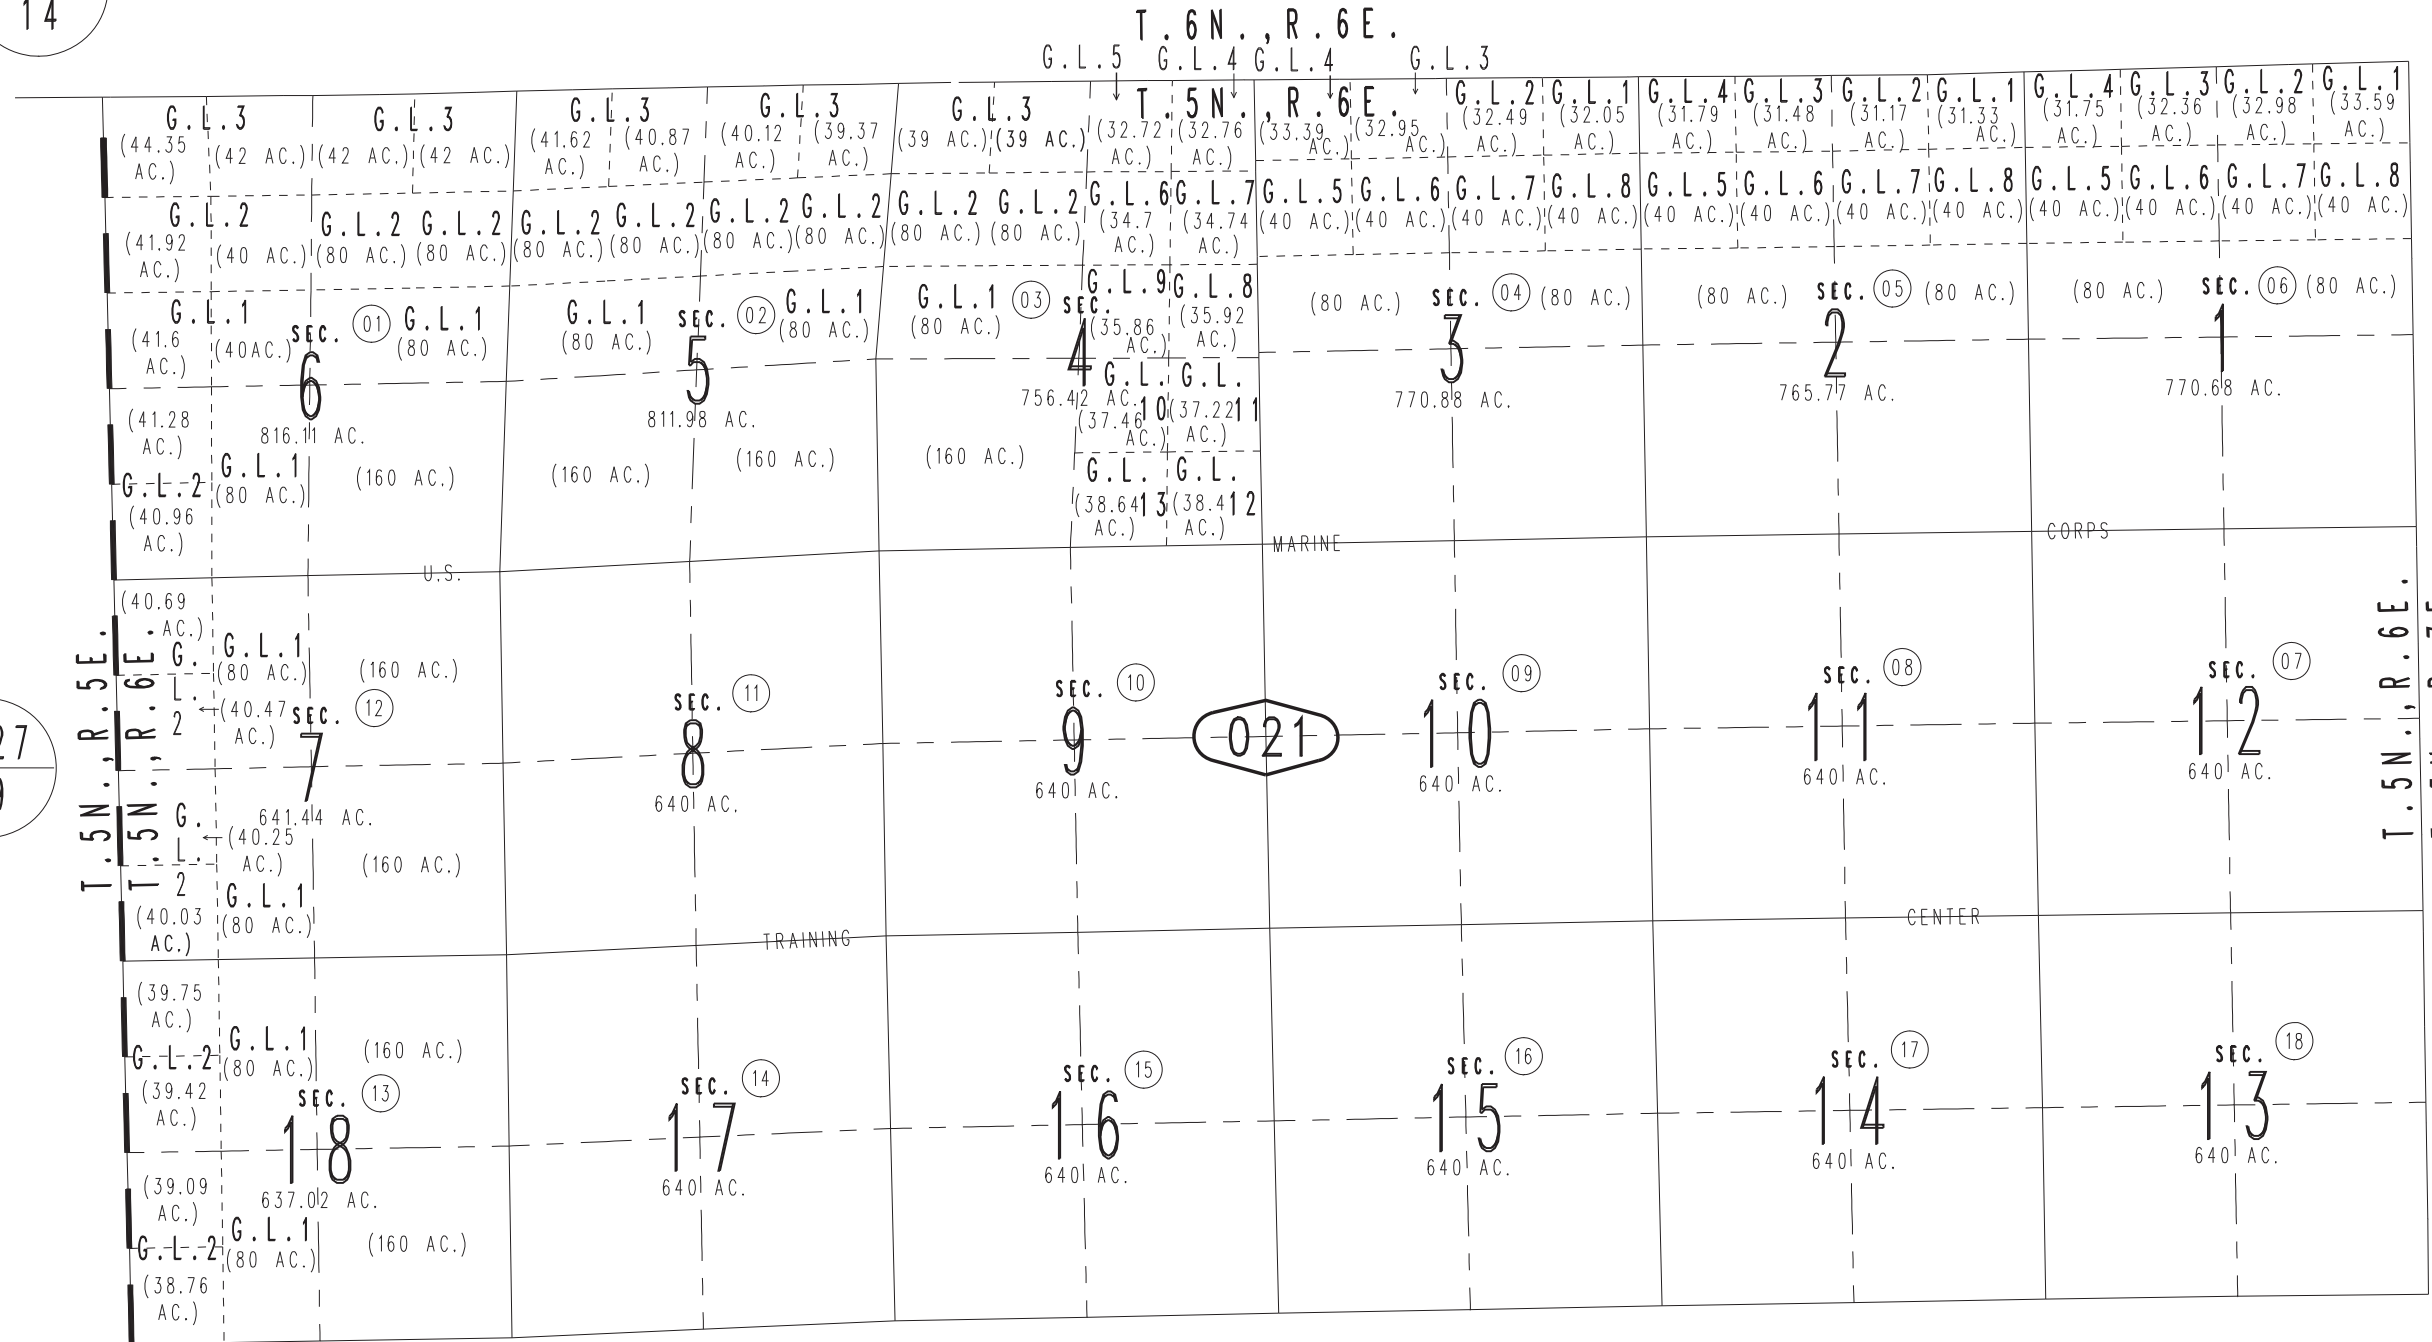 14
T.6N.,R.6E.
G.L.5 G.L.4 G.L.4 G.L.3
T.5N.,R.6E.
G.L.3 G.L.3 G.L.3 G.L.3 G.L.3 G.L.2 G.L.1 G.L.4 G.L.3 G.L.2 G.L.1 G.L.4 G.L.3 G.L.2 G.L.1
(44.35 AC.) (42 AC.) (42 AC.) (42 AC.) (41.62 AC.) (40.87 AC.) (40.12 AC.) (39.37 AC.) (39 AC.) (39 AC.) (32.72 AC.) (32.76 AC.) (33.39 AC.) (32.95 AC.) (32.49 AC.) (32.05 AC.) (31.79 AC.) (31.48 AC.) (31.17 AC.) (31.33 AC.) (31.75 AC.) (32.36 AC.) (32.98 AC.) (33.59 AC.)
G.L.2 G.L.2 G.L.2 G.L.2 G.L.2 G.L.2 G.L.2 G.L.2 G.L.2 G.L.6 G.L.7 G.L.5 G.L.6 G.L.7 G.L.8 G.L.5 G.L.6 G.L.7 G.L.8 G.L.5 G.L.6 G.L.7 G.L.8
(41.92 AC.) (40 AC.) (80 AC.) (80 AC.) (80 AC.) (80 AC.) (80 AC.) (80 AC.) (80 AC.) (80 AC.) (34.7 AC.) (34.74 AC.) (40 AC.) (40 AC.) (40 AC.) (40 AC.) (40 AC.) (40 AC.) (40 AC.) (40 AC.) (40 AC.) (40 AC.) (40 AC.) (40 AC.)
G.L.1 SEC. 01 G.L.1 G.L.1 SEC. 02 G.L.1 G.L.1 03 SEC. G.L.9 G.L.8
(41.6 AC.) (40AC.) 6 (80 AC.) (80 AC.) 5 (80 AC.) (80 AC.) 4 (35.86 AC.) (35.92 AC.)
(80 AC.) SEC. 04 (80 AC.) (80 AC.) SEC. 05 (80 AC.) (80 AC.) SEC. 06 (80 AC.)
3 2 1
816.11 AC. 811.98 AC. 756.42 AC. 770.88 AC. 765.77 AC. 770.68 AC.
G.L. 10 (37.46 AC.) G.L. 11 (37.22 AC.)
(41.28 AC.)
G.L.2 G.L.1 (80 AC.) (160 AC.) (160 AC.) (160 AC.) (160 AC.)
G.L. 13 (38.64 AC.) G.L. 12 (38.4 AC.)
(40.96 AC.)
U.S. MARINE CORPS
(40.69 AC.)
T.5N.,R.5E.
T.5N.,R.6E.
G.L.2
G.L.1 (80 AC.) (160 AC.)
(40.47 AC.)
SEC. 12 SEC. 11 SEC. 10 SEC. 09 SEC. 08 SEC. 07
7 8 9 021 10 11 12
641.44 AC. 640 AC. 640 AC. 640 AC. 640 AC. 640 AC.
T.5N.,R.6E.
27
9
G.L.2
(40.25 AC.)
(160 AC.)
G.L.1 (80 AC.)
(40.03 AC.)
TRAINING CENTER
(39.75 AC.)
G.L.2 G.L.1 (80 AC.) (160 AC.)
(39.42 AC.)
SEC. 13 SEC. 14 SEC. 15 SEC. 16 SEC. 17 SEC. 18
18 17 16 15 14 13
637.02 AC. 640 AC. 640 AC. 640 AC. 640 AC. 640 AC.
(39.09 AC.)
G.L.2 G.L.1 (80 AC.) (160 AC.)
(38.76 AC.)